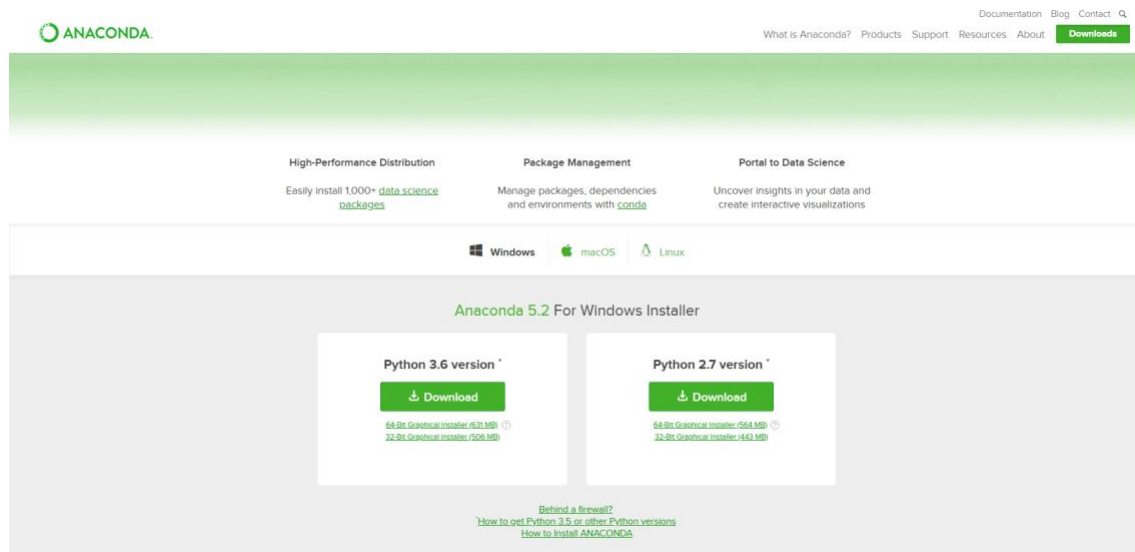 Documentation Blog Contact
ANACONDA.
What is Anaconda? Products Support Resources About Downloads
High-Performance Distribution
Easily install 1,000+ data science
packages
Package Management
Manage packages, dependencies
and environments with conda
Portal to Data Science
Uncover insights in your data and
create interactive visualizations
Windows macOS Linux
Anaconda 5.2 For Windows Installer
Python 3.6 version *
Download
64-Bit Graphical Installer (631 MB) ?
32-Bit Graphical Installer (506 MB)
Python 2.7 version *
Download
64-Bit Graphical Installer (564 MB) ?
32-Bit Graphical Installer (443 MB)
Behind a firewall?
*How to get Python 3.5 or other Python versions
How to Install ANACONDA